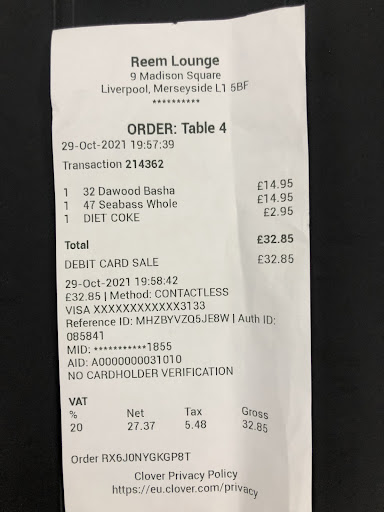 Reem Lounge
9 Madison Square
Liverpool, Merseyside L1 5BF
**********
ORDER: Table 4
29-Oct-2021 19:57:39
Transaction 214362
1 32 Dawood Basha £14.95
1 47 Seabass Whole £14.95
1 DIET COKE £2.95
Total £32.85
DEBIT CARD SALE £32.85
29-Oct-2021 19:58:42
£32.85 | Method: CONTACTLESS
VISA XXXXXXXXXXXX3133
Reference ID: MHZBYVZQ5JE8W | Auth ID:
085841
MID: ***********1855
AID: A0000000031010
NO CARDHOLDER VERIFICATION
VAT
% Net Tax Gross
20 27.37 5.48 32.85
Order RX6J0NYGKGP8T
Clover Privacy Policy
https://eu.clover.com/privacy